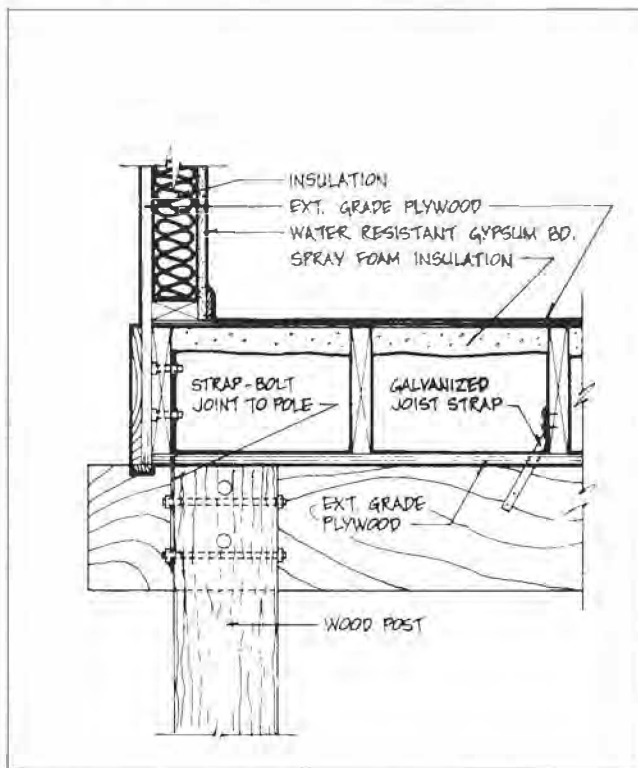 INSULATION
EXT. GRADE PLYWOOD
WATER RESISTANT GYPSUM BD.
SPRAY FOAM INSULATION
STRAP-BOLT
JOINT TO POLE
GALVANIZED
JOIST STRAP
EXT. GRADE
PLYWOOD
WOOD POST